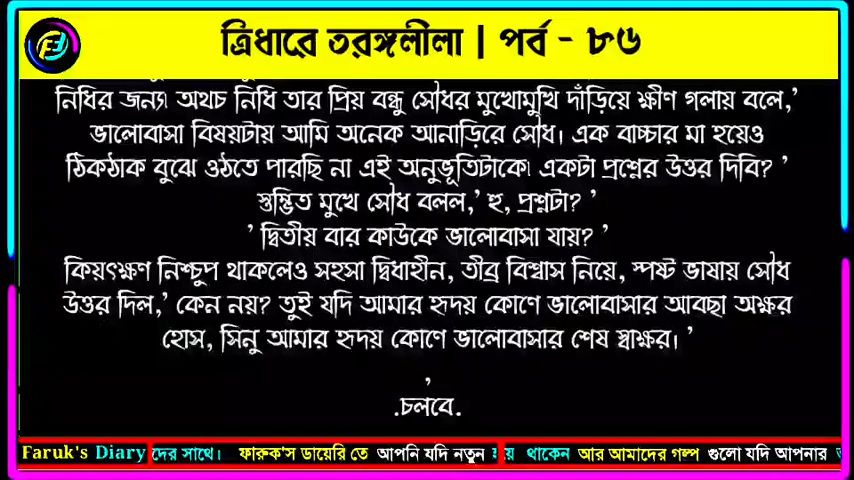 ত্রিধারে তরঙ্গলীলা | পর্ব - ৮৬
নিধির জন্য। অথচ নিধি তার প্রিয় বন্ধু সৌধর মুখোমুখি দাঁড়িয়ে ক্ষীণ গলায় বলে,’
ভালোবাসা বিষয়টায় আমি অনেক আনাড়িরে সৌধ। এক বাচ্চার মা হয়েও
ঠিকঠাক বুঝে ওঠতে পারছি না এই অনুভূতিটাকে। একটা প্রশ্নের উত্তর দিবি? ’
স্তম্ভিত মুখে সৌধ বলল,’ হু, প্রশ্নটা? ’
’ দ্বিতীয় বার কাউকে ভালোবাসা যায়? ’
কিয়ৎক্ষণ নিশ্চুপ থাকলেও সহসা দ্বিধাহীন, তীব্র বিশ্বাস নিয়ে, স্পষ্ট ভাষায় সৌধ
উত্তর দিল,’ কেন নয়? তুই যদি আমার হৃদয় কোণে ভালোবাসার আবছা অক্ষর
হোস, সিনু আমার হৃদয় কোণে ভালোবাসার শেষ স্বাক্ষর। ’
,
.চলবে.
Faruk's Diary দের সাথে। ফারুক'স ডায়েরি তে আপনি যদি নতুন হয়ে থাকেন আর আমাদের গল্প গুলো যদি আপনার